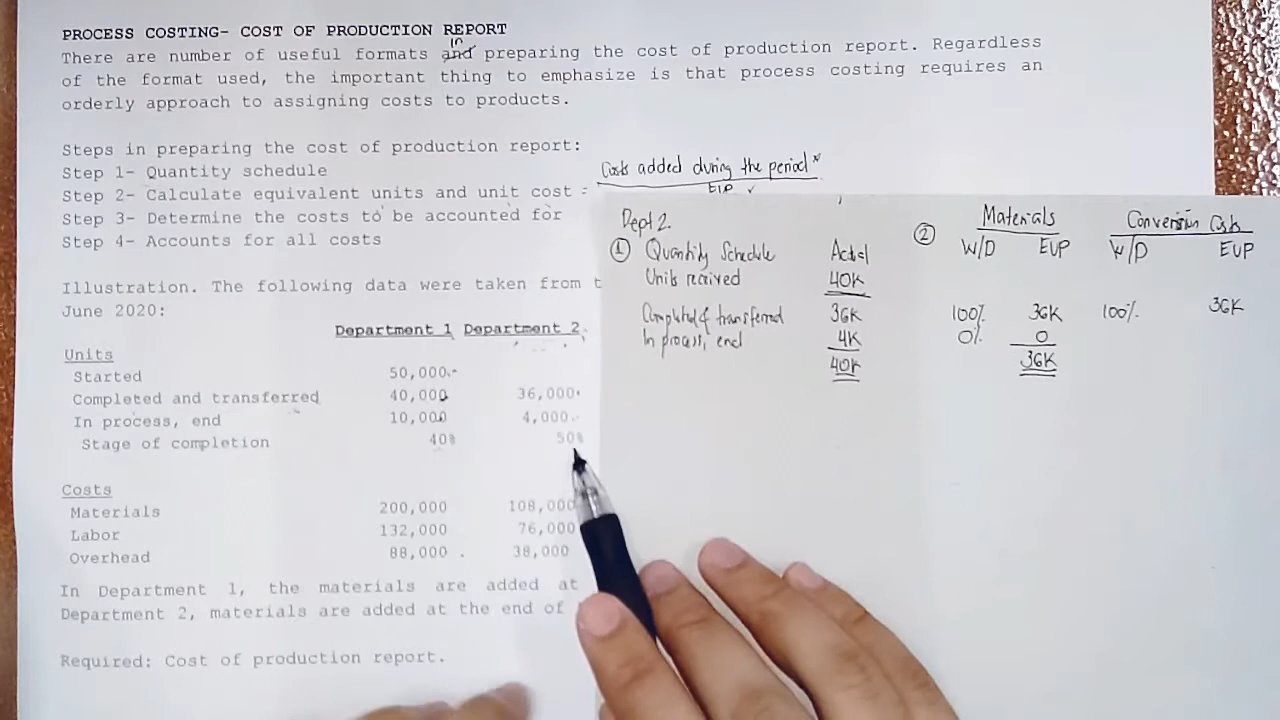 PROCESS COSTING- COST OF PRODUCTION REPORT
in
There are number of useful formats and preparing the cost of production report. Regardless
of the format used, the important thing to emphasize is that process costing requires an
orderly approach to assigning costs to products.
Steps in preparing the cost of production report:
Step 1- Quantity schedule
Step 2- Calculate equivalent units and unit cost = Costs added during the period
EUP
Step 3- Determine the costs to be accounted for
Step 4- Accounts for all costs
Illustration. The following data were taken from t
June 2020:
Department 1 Department 2
Units
Started 50,000
Completed and transferred 40,000 36,000
In process, end 10,000 4,000
Stage of completion 40% 50%
Costs
Materials 200,000 108,000
Labor 132,000 76,000
Overhead 88,000 38,000
In Department 1, the materials are added at
Department 2, materials are added at the end of
Required: Cost of production report.
Dept 2.
① Quantity Schedule Actual
Units received 40K
Completed & transferred 36K
In process, end 4K
40K
② Materials Conversion Costs
W/D EUP W/D EUP
100% 36K 100% 36K
0% 0
36K